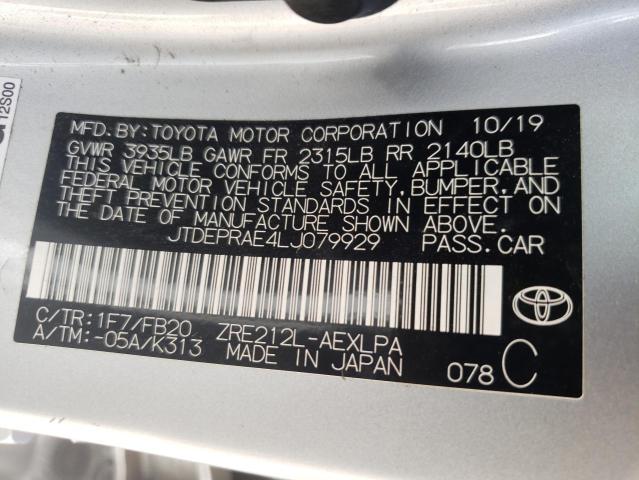 12S00
MFD. BY: TOYOTA MOTOR CORPORATION 10/19
GVWR 3935LB GAWR FR 2315LB RR 2140LB
THIS VEHICLE CONFORMS TO ALL APPLICABLE
FEDERAL MOTOR VEHICLE SAFETY, BUMPER, AND
THEFT PREVENTION STANDARDS IN EFFECT ON
THE DATE OF MANUFACTURE SHOWN ABOVE.
JTDEPRAE4LJ079929 PASS. CAR
C/TR: 1F7/FB20 ZRE212L-AEXLPA
A/TM: -05A/K313 MADE IN JAPAN 078 C